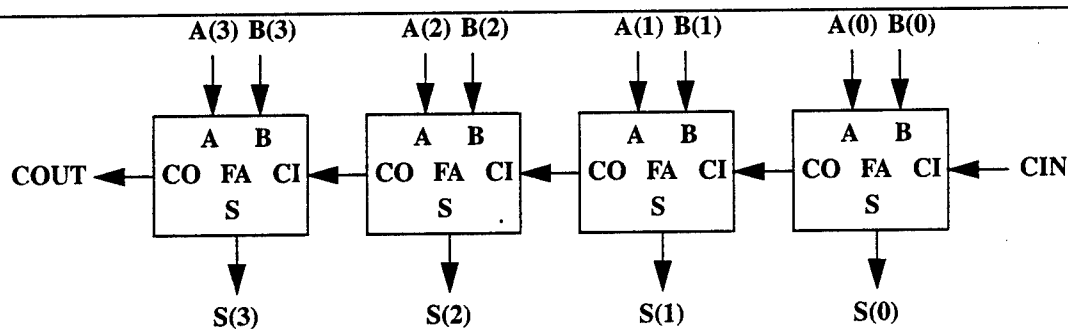 A(3) B(3) A(2) B(2) A(1) B(1) A(0) B(0)
A B A B A B A B
COUT CO FA CI CO FA CI CO FA CI CO FA CI CIN
S S S S
S(3) S(2) S(1) S(0)